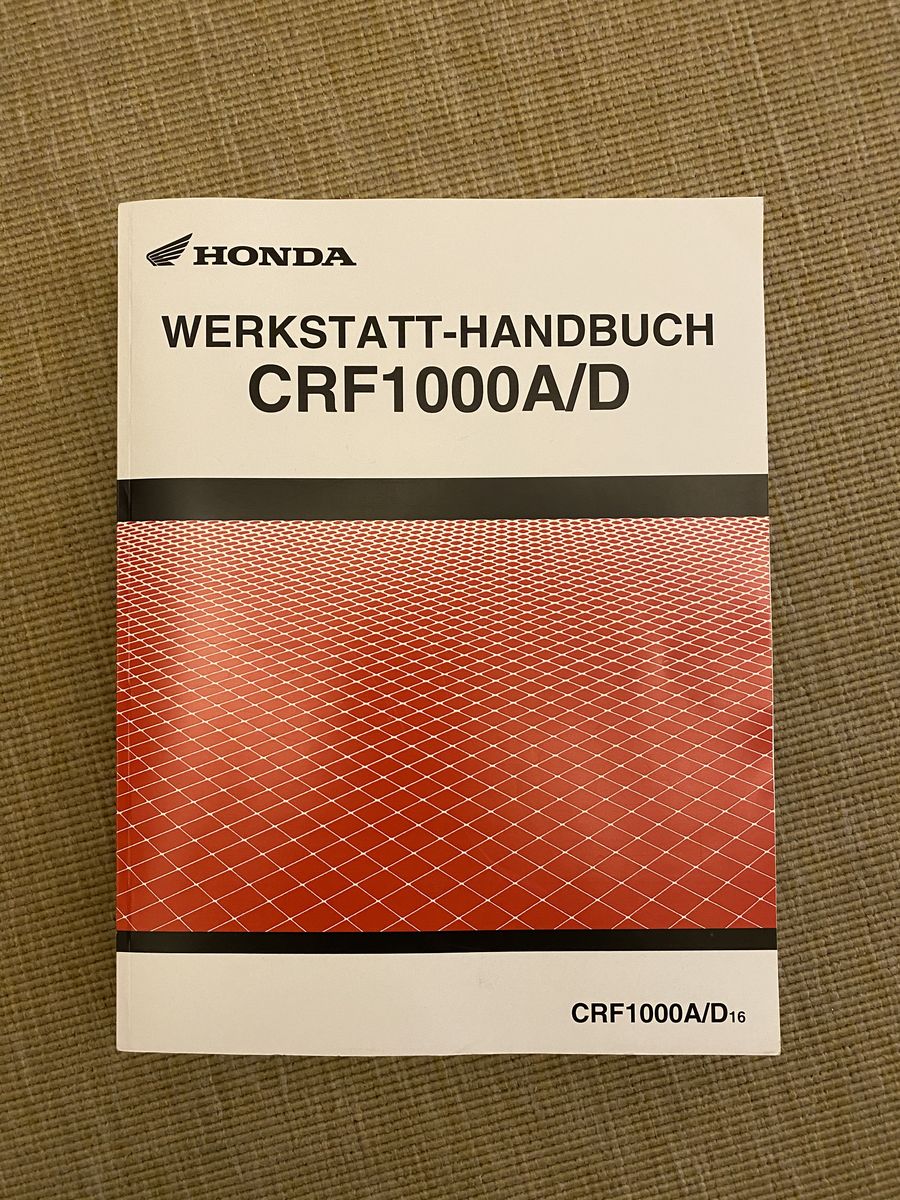 HONDA
WERKSTATT-HANDBUCH
CRF1000A/D
CRF1000A/D16